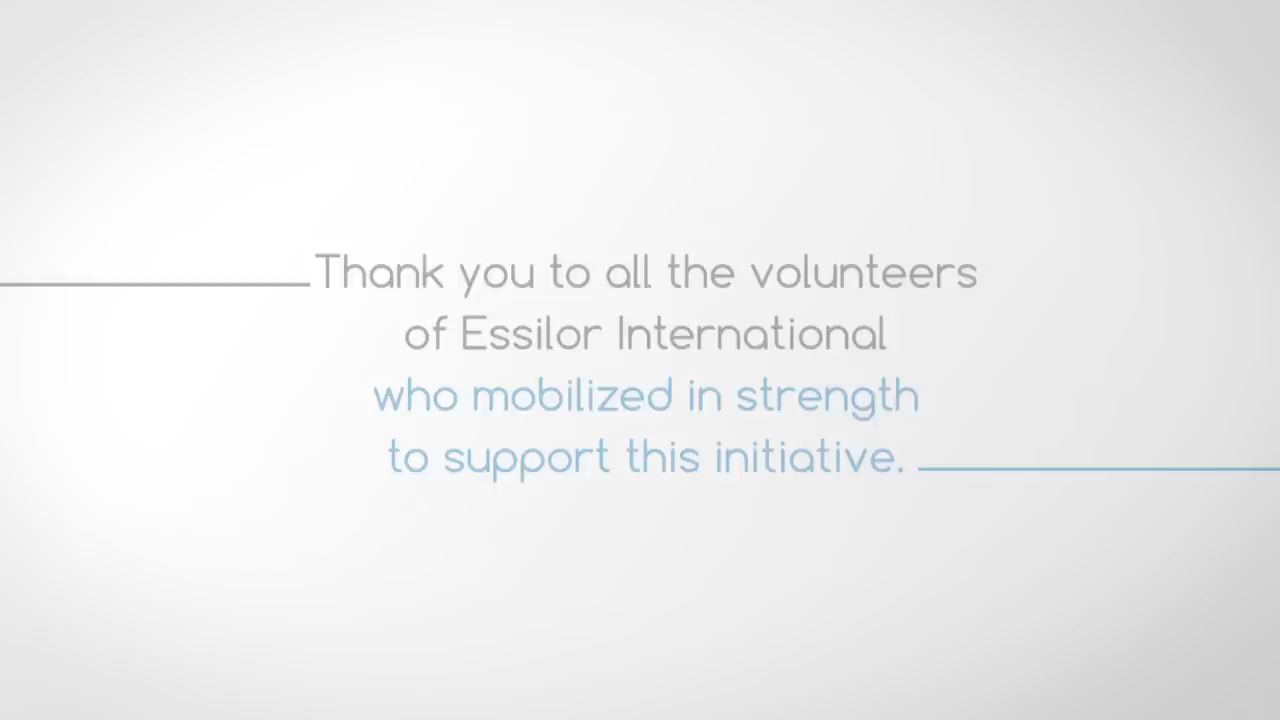 Thank you to all the volunteers
of Essilor International
who mobilized in strength
to support this initiative.